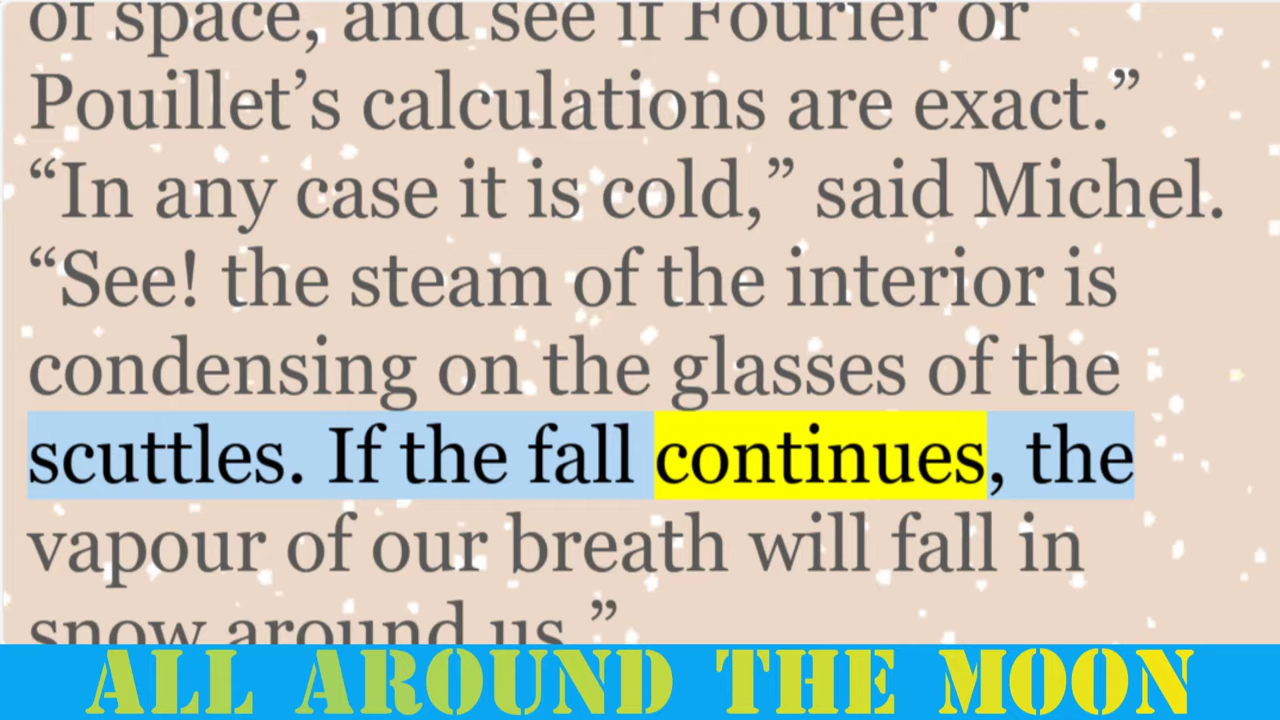 of space, and see if Fourier or
Pouillet’s calculations are exact.”
“In any case it is cold,” said Michel.
“See! the steam of the interior is
condensing on the glasses of the
scuttles. If the fall continues, the
vapour of our breath will fall in
snow around us.”
ALL AROUND THE MOON